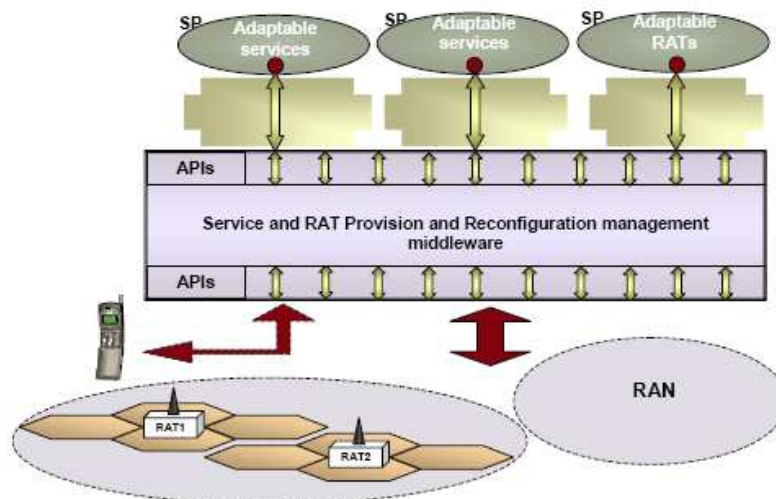 SP
Adaptable
services
SP
Adaptable
services
SP
Adaptable
RATs
APIs
Service and RAT Provision and Reconfiguration management
middleware
APIs
RAN
RAT1
RAT2